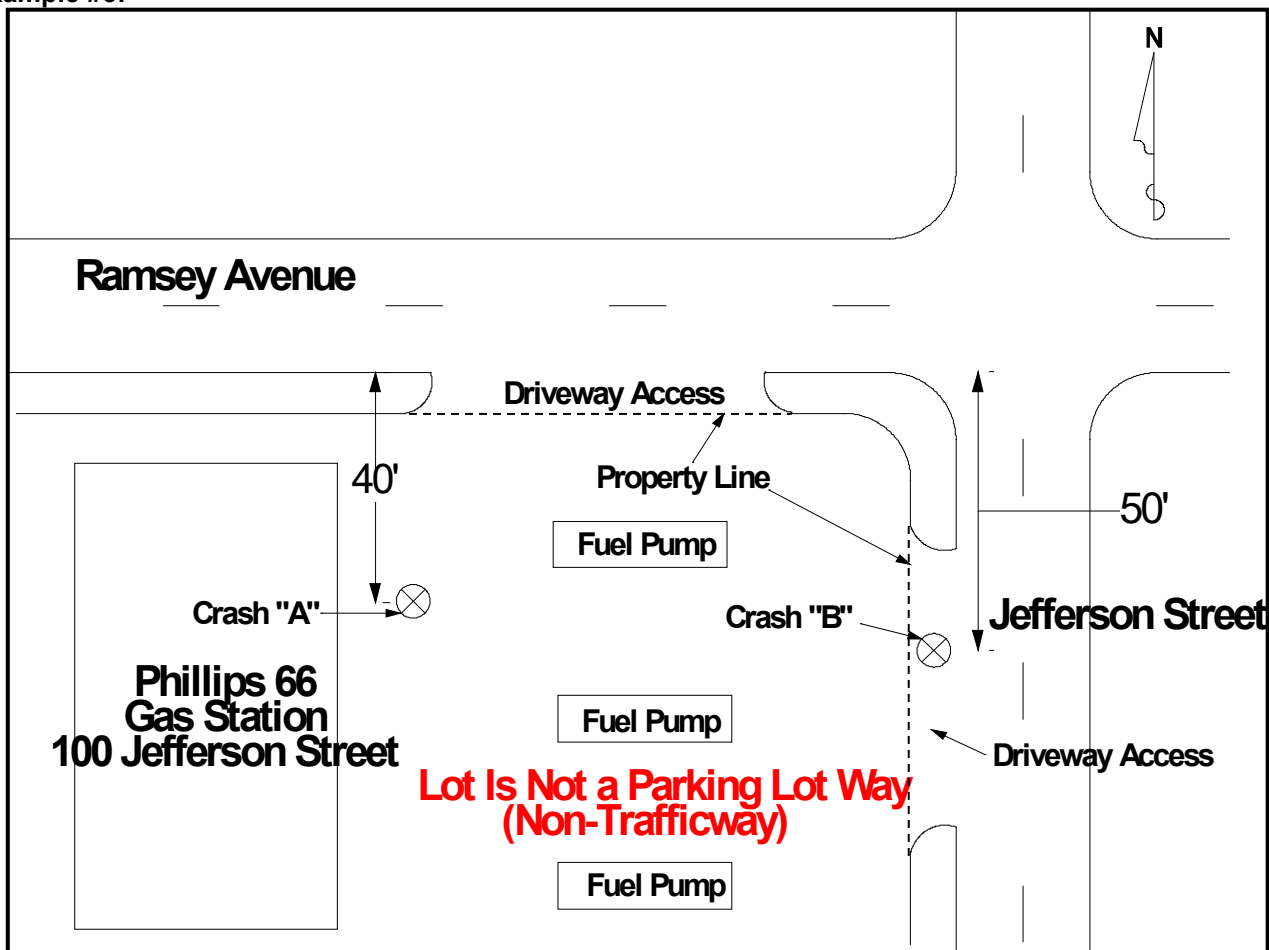 N
Ramsey Avenue
Driveway Access
40'
Property Line
50'
Fuel Pump
Crash "A"
Crash "B"
Jefferson Street
Phillips 66
Gas Station
100 Jefferson Street
Fuel Pump
Driveway Access
Lot Is Not a Parking Lot Way
(Non-Trafficway)
Fuel Pump